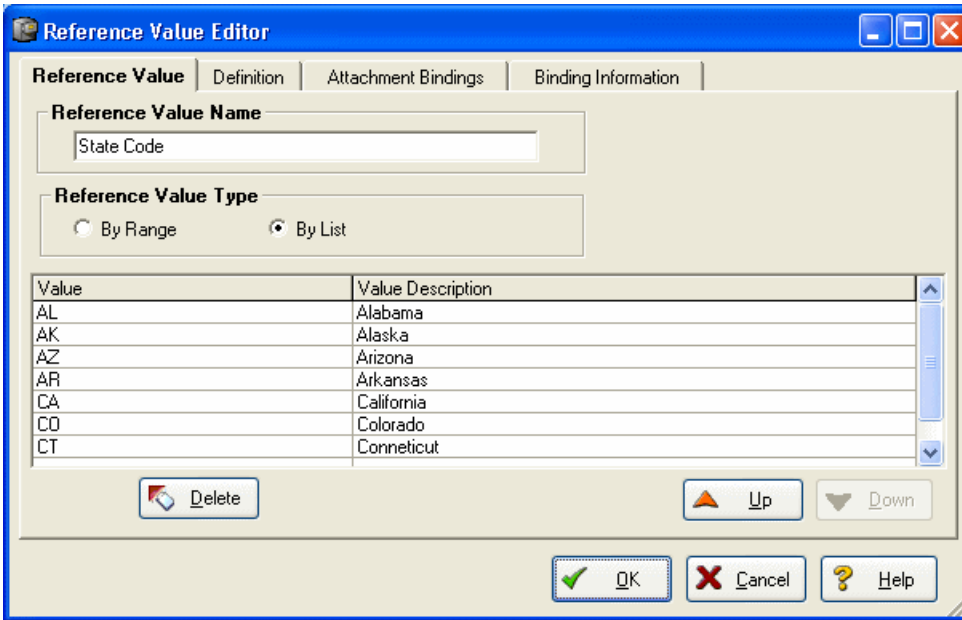 Reference Value Editor
Reference Value Definition Attachment Bindings Binding Information
Reference Value Name
State Code
Reference Value Type
By Range By List
Value Value Description
AL Alabama
AK Alaska
AZ Arizona
AR Arkansas
CA California
CO Colorado
CT Conneticut
Delete Up Down
OK Cancel Help